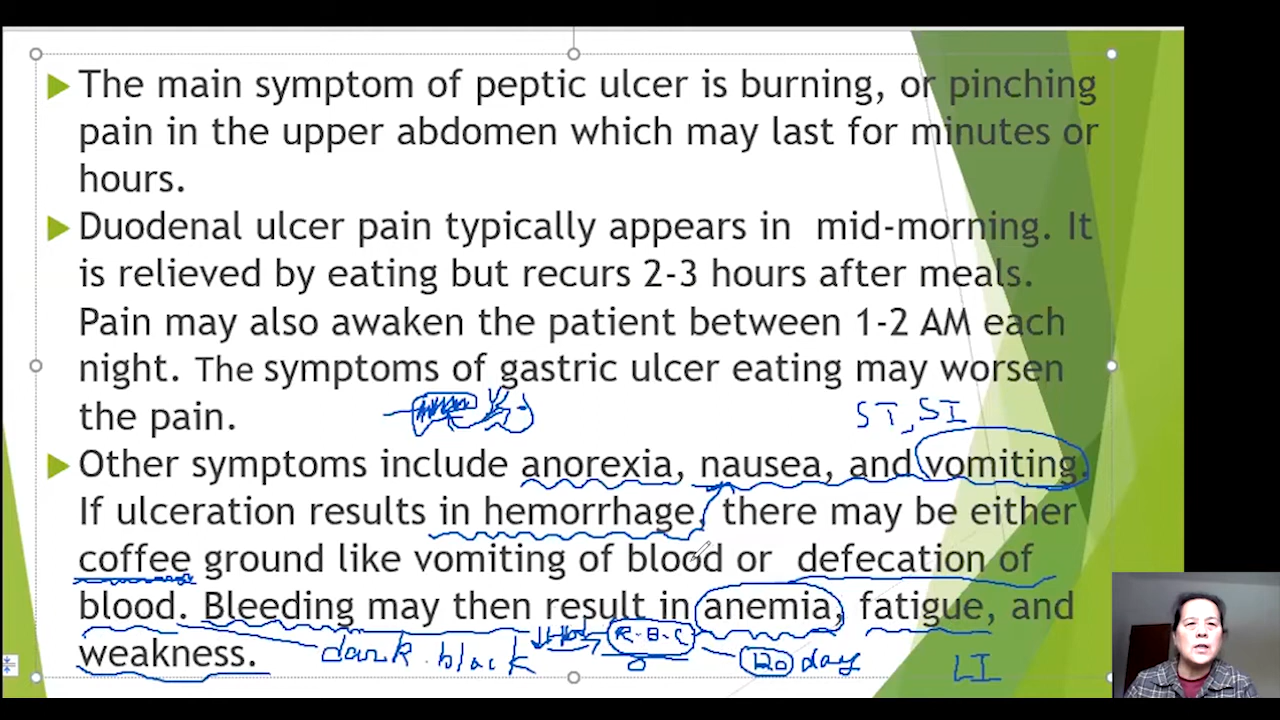 The main symptom of peptic ulcer is burning, or pinching
pain in the upper abdomen which may last for minutes or
hours.
Duodenal ulcer pain typically appears in mid-morning. It
is relieved by eating but recurs 2-3 hours after meals.
Pain may also awaken the patient between 1-2 AM each
night. The symptoms of gastric ulcer eating may worsen
the pain.
ST, SI
Other symptoms include anorexia, nausea, and vomiting.
If ulceration results in hemorrhage, there may be either
coffee ground like vomiting of blood or defecation of
blood. Bleeding may then result in anemia, fatigue, and
weakness.
dark.black
R.B.C
120 day
LI